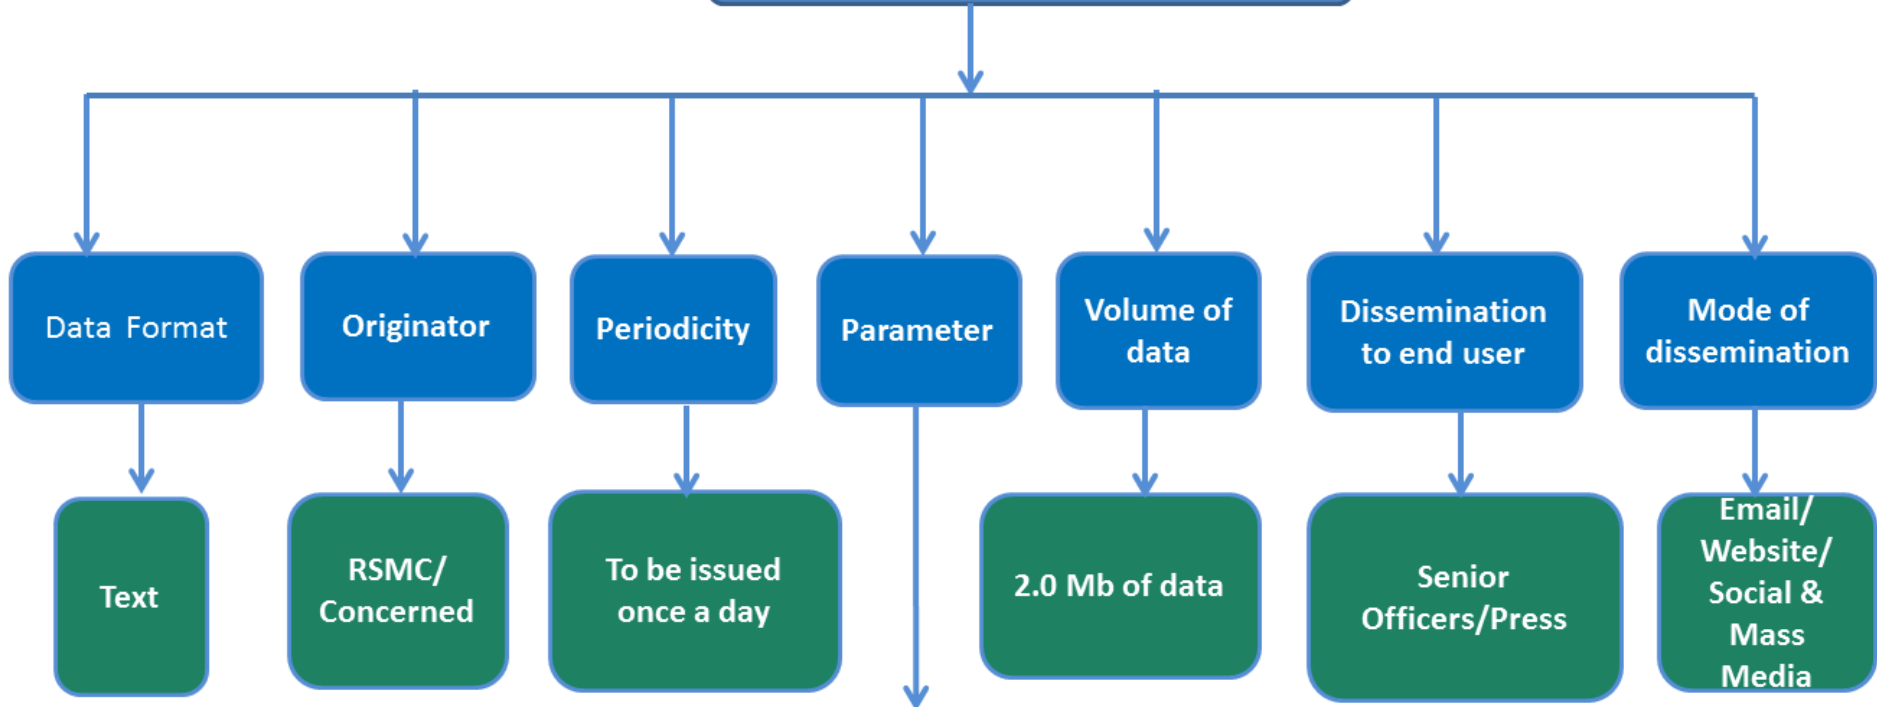 Data Format
Originator
Periodicity
Parameter
Volume of
data
Dissemination
to end user
Mode of
dissemination
Text
RSMC/
Concerned
To be issued
once a day
2.0 Mb of data
Senior
Officers/Press
Email/
Website/
Social &
Mass
Media